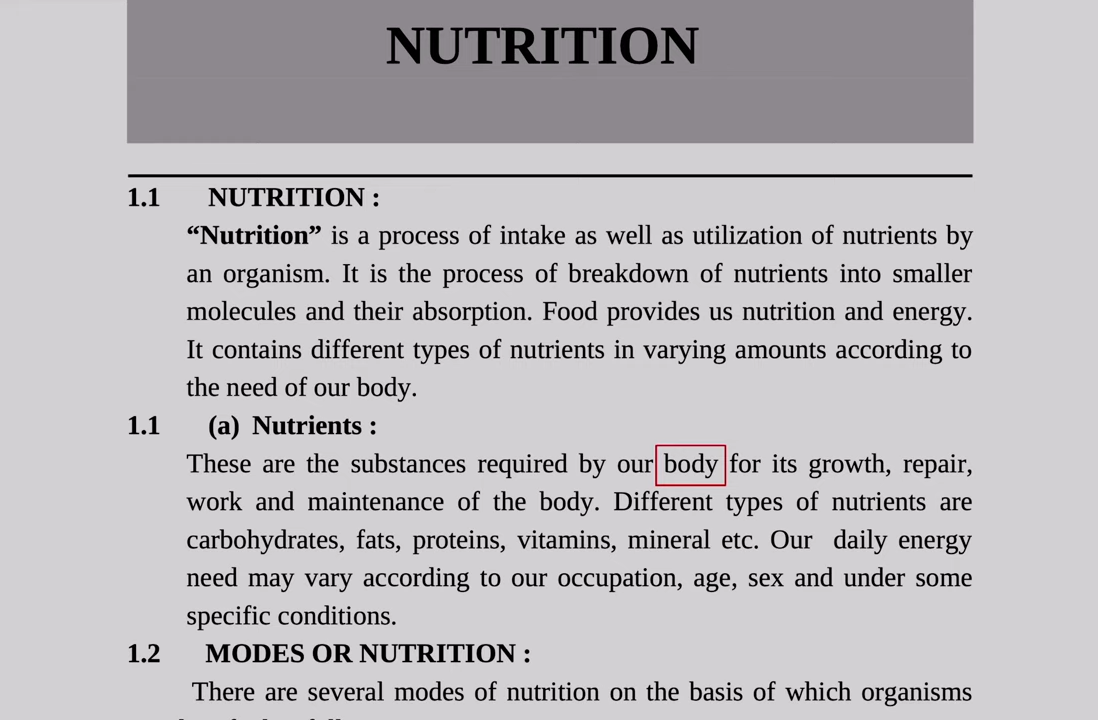 NUTRITION
1.1 NUTRITION :
“Nutrition” is a process of intake as well as utilization of nutrients by
an organism. It is the process of breakdown of nutrients into smaller
molecules and their absorption. Food provides us nutrition and energy.
It contains different types of nutrients in varying amounts according to
the need of our body.
1.1 (a) Nutrients :
These are the substances required by our body for its growth, repair,
work and maintenance of the body. Different types of nutrients are
carbohydrates, fats, proteins, vitamins, mineral etc. Our daily energy
need may vary according to our occupation, age, sex and under some
specific conditions.
1.2 MODES OR NUTRITION :
There are several modes of nutrition on the basis of which organisms